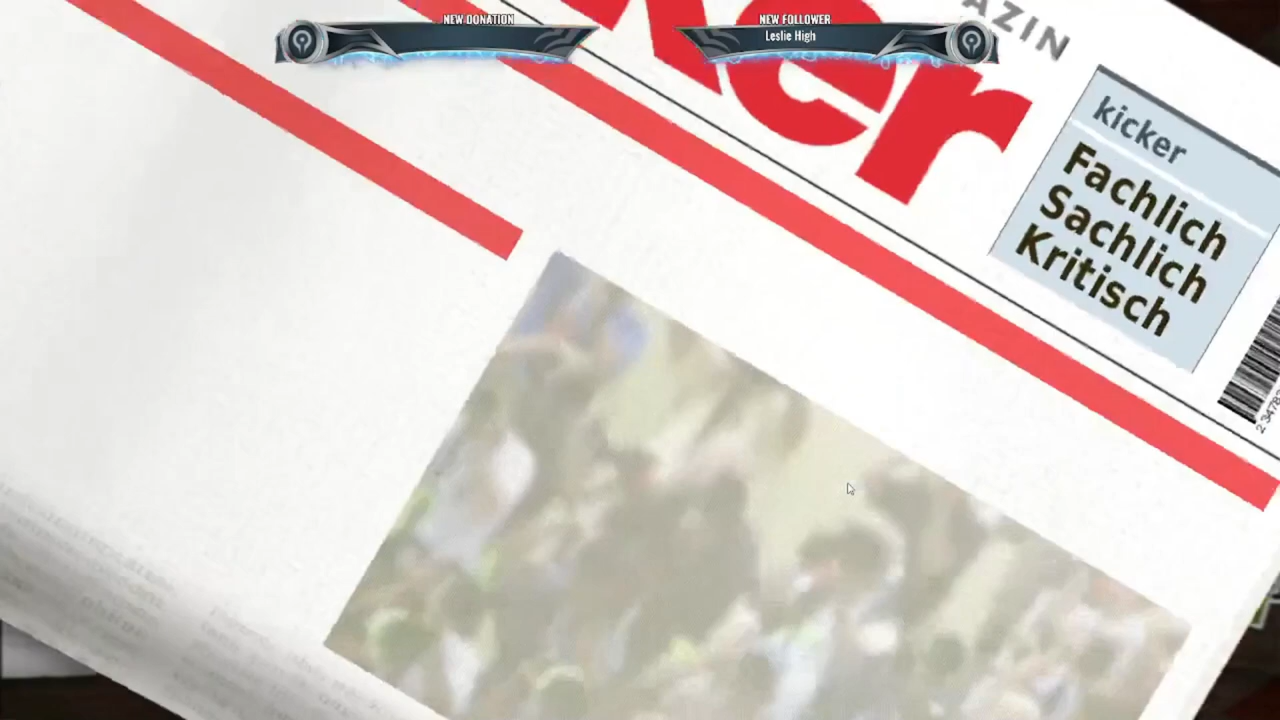 NEW DONATION
NEW FOLLOWER
Leslie High
AZIN
ker
kicker
Fachlich
Sachlich
Kritisch